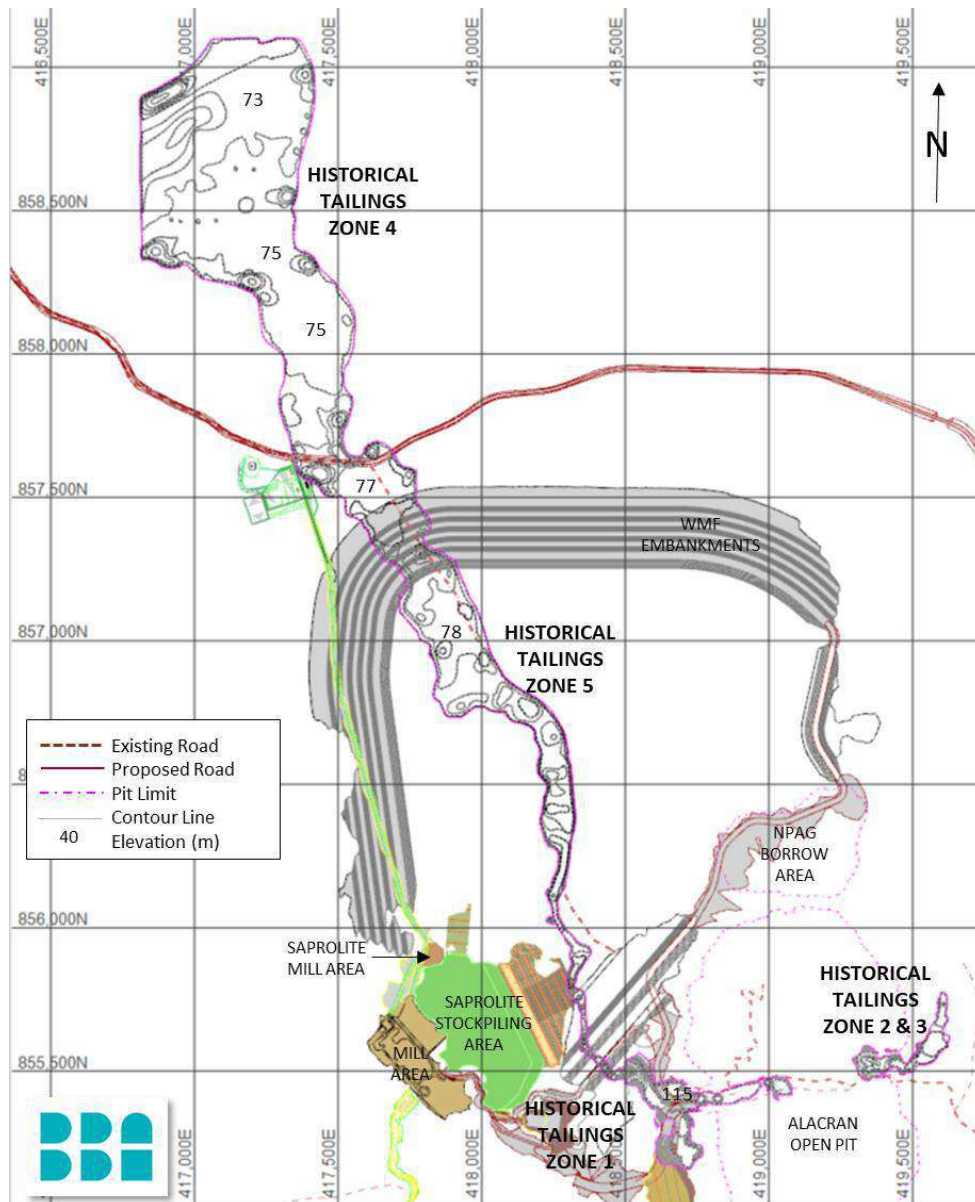 416,500E
417,000E
417,500E
418,000E
418,500E
419,000E
419,500E
73
N
HISTORICAL
TAILINGS
ZONE 4
858,500N
75
75
858,000N
857,500N
77
WMF
EMBANKMENTS
857,000N
78
HISTORICAL
TAILINGS
ZONE 5
Existing Road
Proposed Road
Pit Limit
Contour Line
40 Elevation (m)
NPAG
BORROW
AREA
856,000N
SAPROLITE
MILL AREA
SAPROLITE
STOCKPILING
AREA
HISTORICAL
TAILINGS
ZONE 2 & 3
855,500N
MILL
AREA
115
HISTORICAL
TAILINGS
ZONE 1
ALACRAN
OPEN PIT
BBA
417,000E
417,500E
418,000E
418,500E
419,000E
419,500E